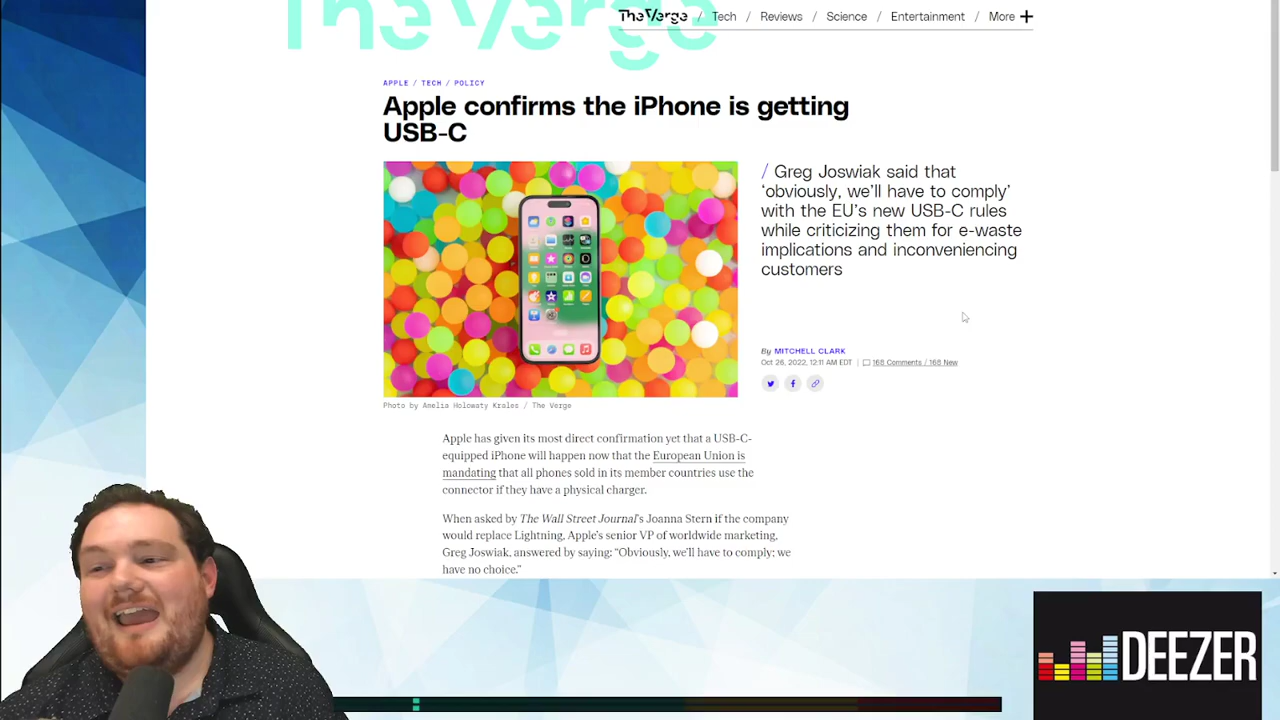 The Verge
The Verge / Tech / Reviews / Science / Entertainment / More +
APPLE / TECH / POLICY
Apple confirms the iPhone is getting
USB-C
/ Greg Joswiak said that
‘obviously, we’ll have to comply’
with the EU’s new USB-C rules
while criticizing them for e-waste
implications and inconveniencing
customers
By MITCHELL CLARK
Oct 26, 2022, 12:11 AM EDT | 168 Comments / 168 New
Photo by Amelia Holowaty Krales / The Verge
Apple has given its most direct confirmation yet that a USB-C-
equipped iPhone will happen now that the European Union is
mandating that all phones sold in its member countries use the
connector if they have a physical charger.
When asked by The Wall Street Journal’s Joanna Stern if the company
would replace Lightning, Apple’s senior VP of worldwide marketing,
Greg Joswiak, answered by saying: “Obviously, we’ll have to comply; we
have no choice.”
DEEZER